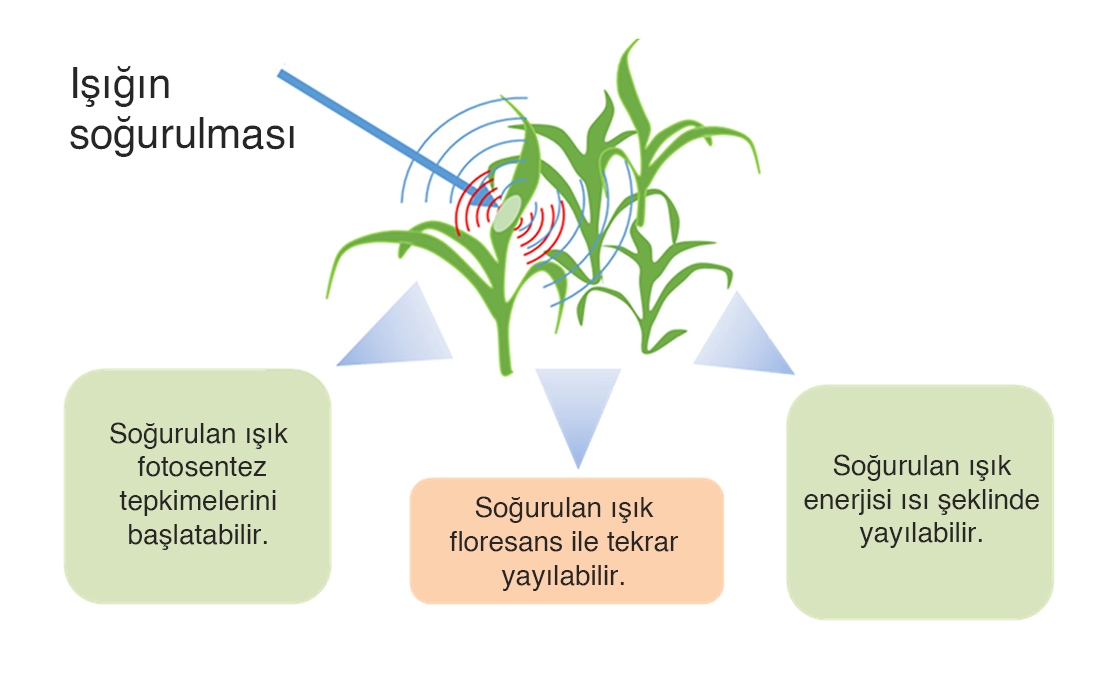 Işığın
soğurulması
Soğurulan ışık
fotosentez
tepkimelerini
başlatabilir.
Soğurulan ışık
floresans ile tekrar
yayılabilir.
Soğurulan ışık
enerjisi ısı şeklinde
yayılabilir.